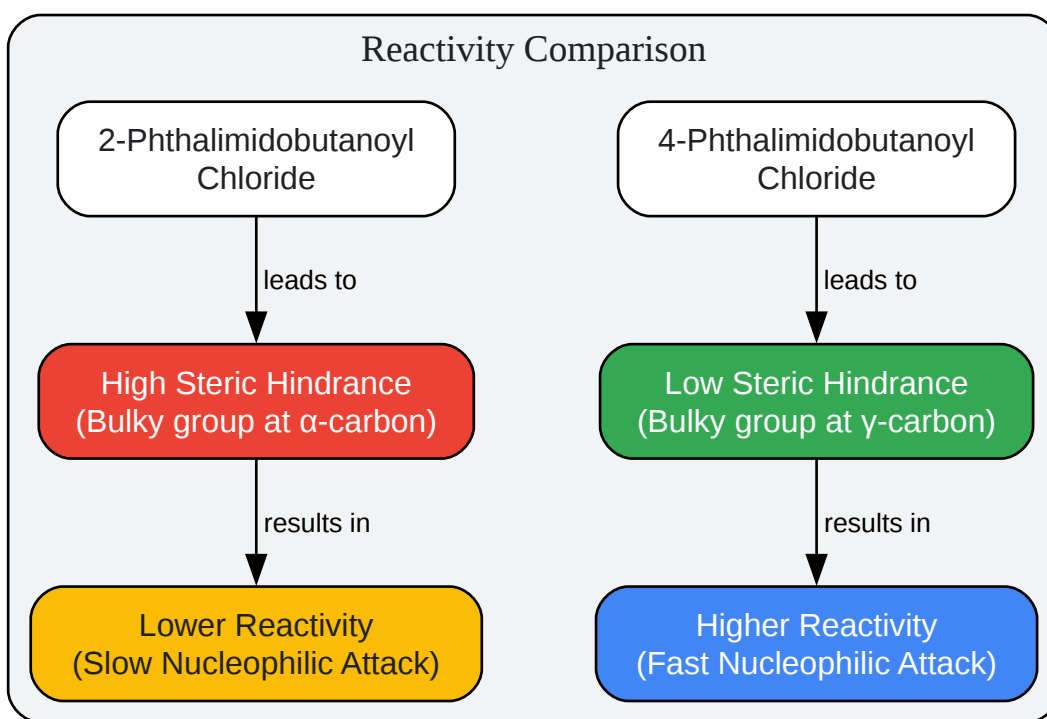 Reactivity Comparison
2-Phthalimidobutanoyl
Chloride
leads to
High Steric Hindrance
(Bulky group at α-carbon)
results in
Lower Reactivity
(Slow Nucleophilic Attack)
4-Phthalimidobutanoyl
Chloride
leads to
Low Steric Hindrance
(Bulky group at γ-carbon)
results in
Higher Reactivity
(Fast Nucleophilic Attack)